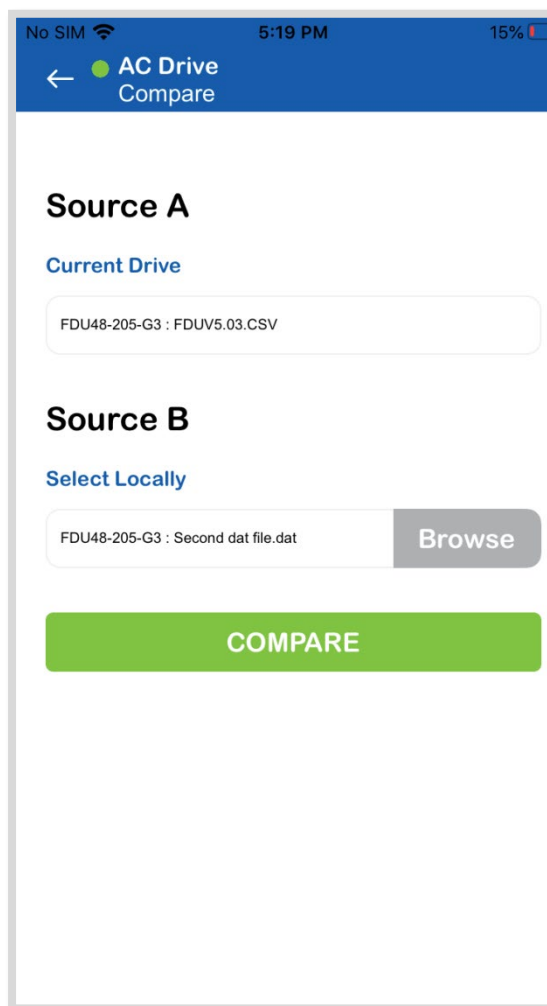 No SIM 5:19 PM 15%
AC Drive
Compare
Source A
Current Drive
FDU48-205-G3 : FDUV5.03.CSV
Source B
Select Locally
FDU48-205-G3 : Second dat file.dat
Browse
COMPARE